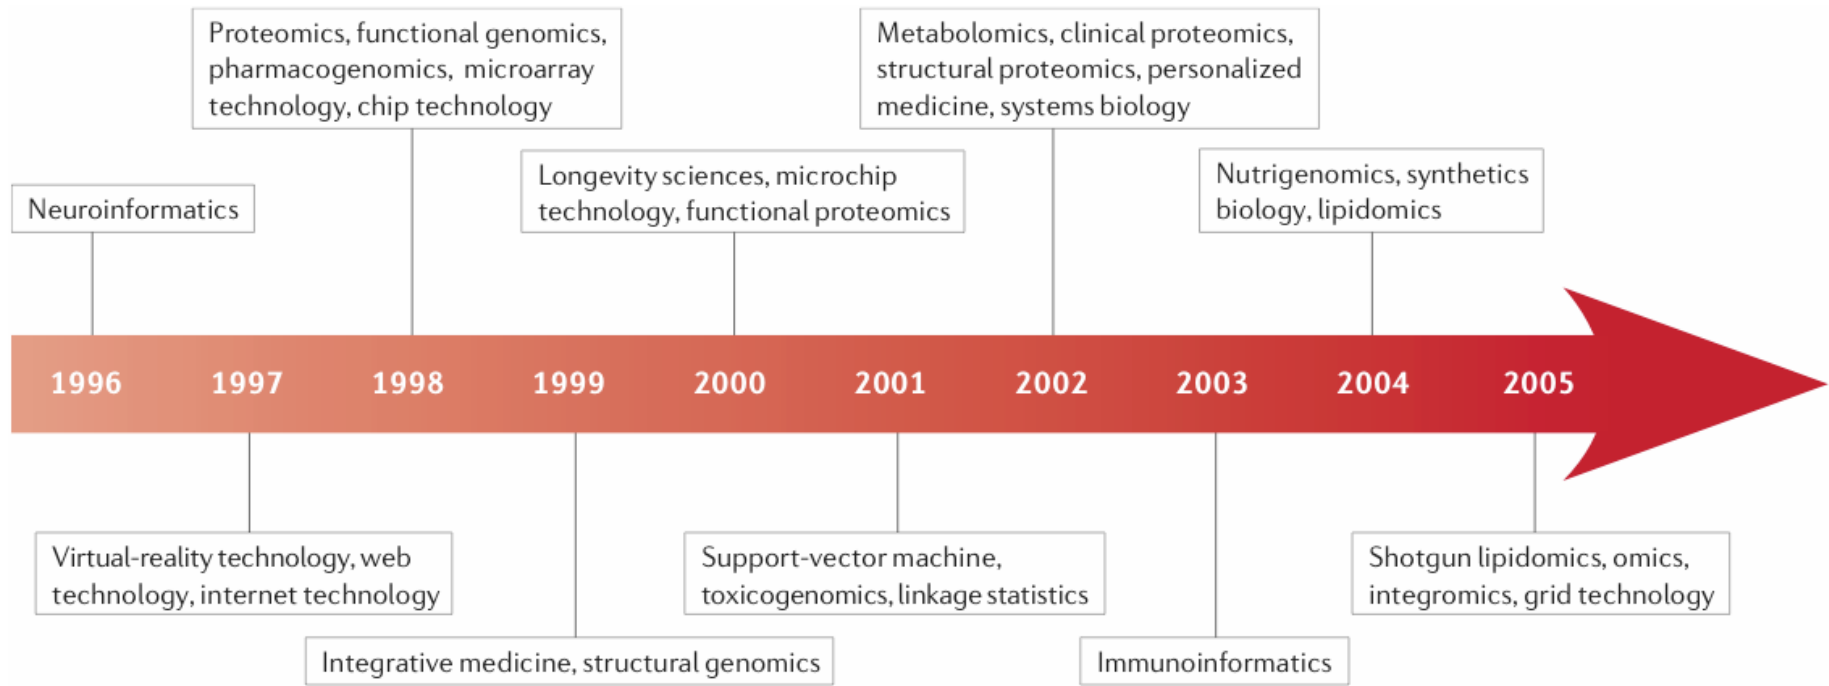 Proteomics, functional genomics,
pharmacogenomics, microarray
technology, chip technology
Metabolomics, clinical proteomics,
structural proteomics, personalized
medicine, systems biology
Longevity sciences, microchip
technology, functional proteomics
Nutrigenomics, synthetics
biology, lipidomics
Neuroinformatics
1996 1997 1998 1999 2000 2001 2002 2003 2004 2005
Virtual-reality technology, web
technology, internet technology
Support-vector machine,
toxicogenomics, linkage statistics
Shotgun lipidomics, omics,
integromics, grid technology
Integrative medicine, structural genomics
Immunoinformatics